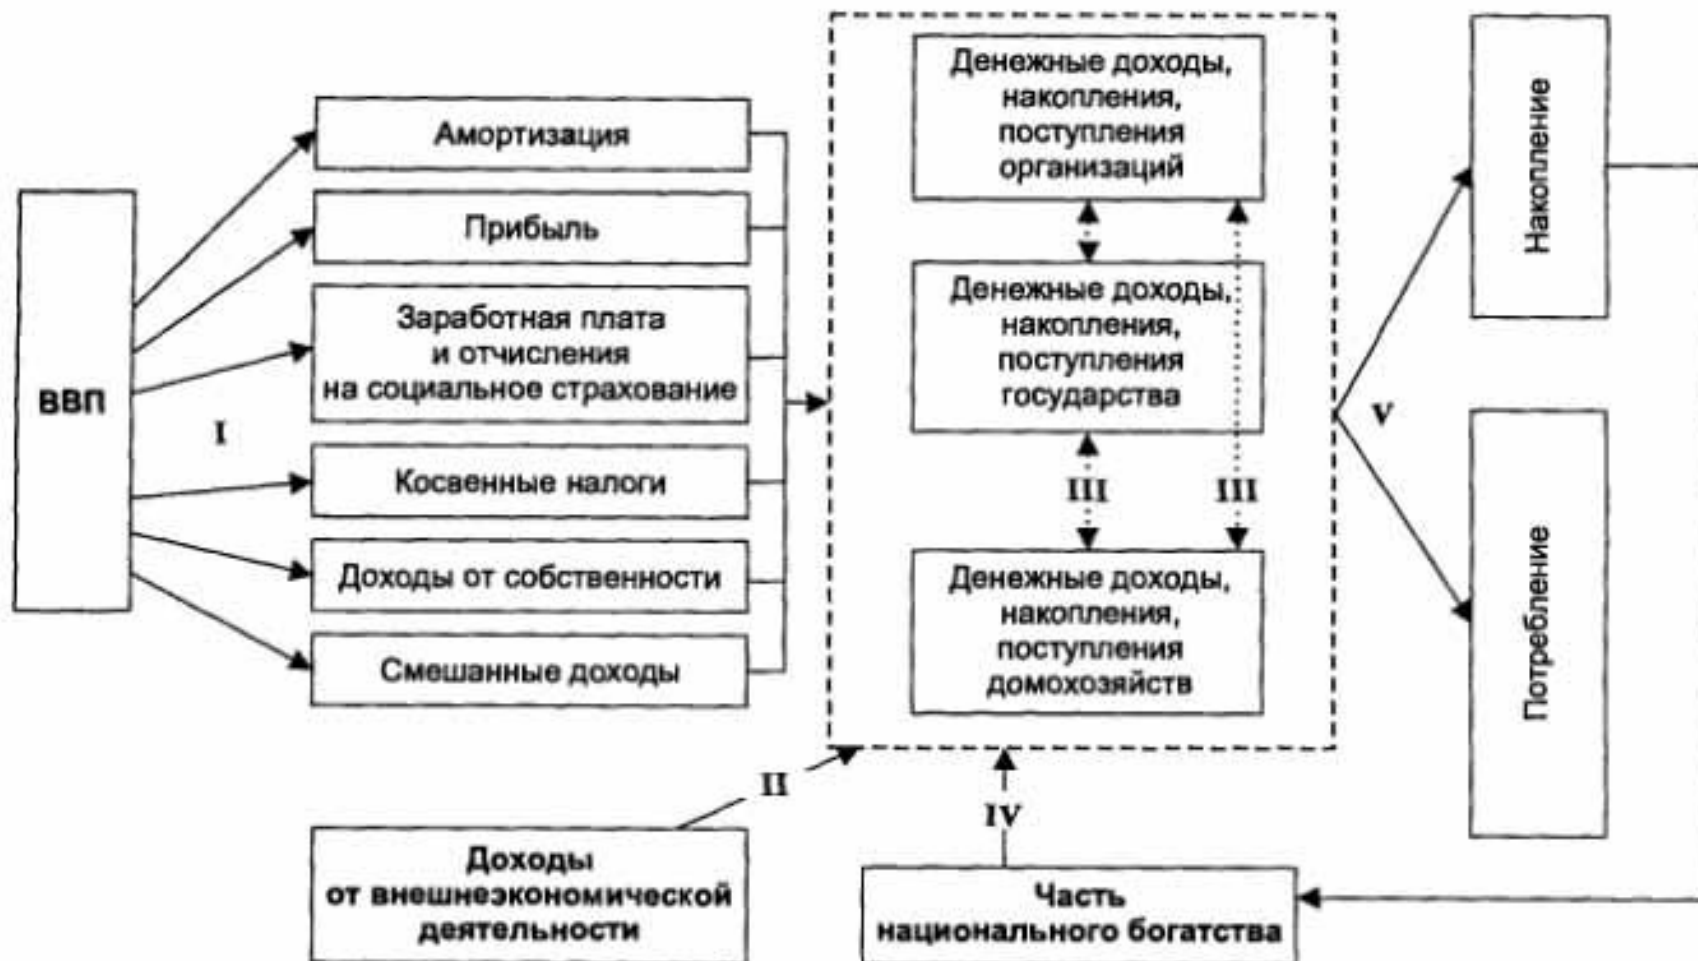 ВВП
I
Амортизация
Прибыль
Заработная плата
и отчисления
на социальное страхование
Косвенные налоги
Доходы от собственности
Смешанные доходы
Доходы
от внешнеэкономической
деятельности
II
Денежные доходы,
накопления,
поступления
организаций
Денежные доходы,
накопления,
поступления
государства
III
III
Денежные доходы,
накопления,
поступления
домохозяйств
IV
Часть
национального богатства
V
Накопление
Потребление